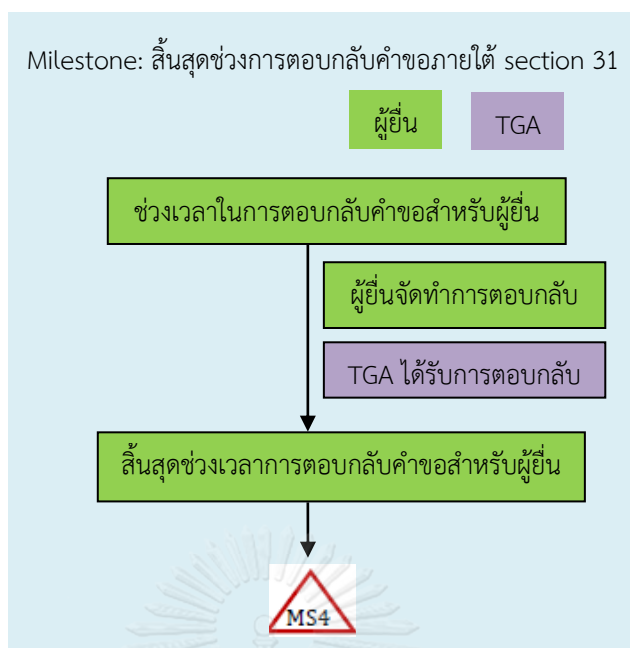 Milestone: สิ้นสุดช่วงการตอบกลับคำขอภายใต้ section 31
ผู้ยื่น TGA
ช่วงเวลาในการตอบกลับคำขอสำหรับผู้ยื่น
ผู้ยื่นจัดทำการตอบกลับ
TGA ได้รับการตอบกลับ
สิ้นสุดช่วงเวลาการตอบกลับคำขอสำหรับผู้ยื่น
MS4